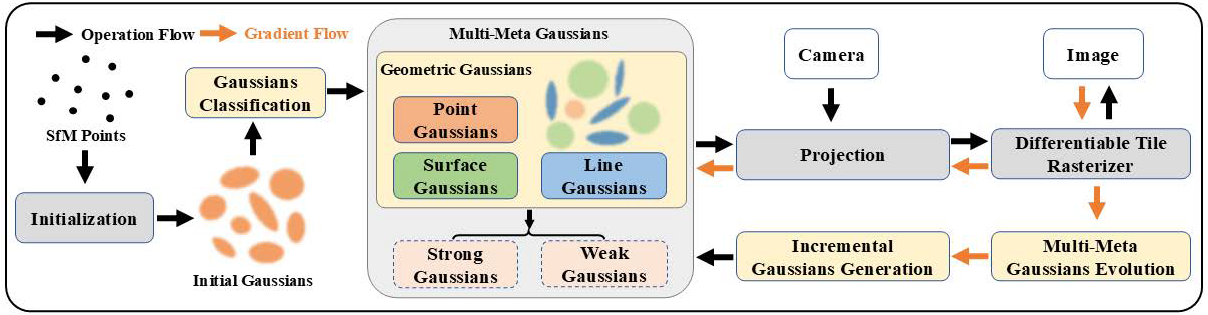 Operation Flow
Gradient Flow
SfM Points
Initialization
Initial Gaussians
Gaussians
Classification
Multi-Meta Gaussians
Geometric Gaussians
Point
Gaussians
Surface
Gaussians
Line
Gaussians
Strong
Gaussians
Weak
Gaussians
Camera
Projection
Image
Differentiable Tile
Rasterizer
Multi-Meta
Gaussians Evolution
Incremental
Gaussians Generation